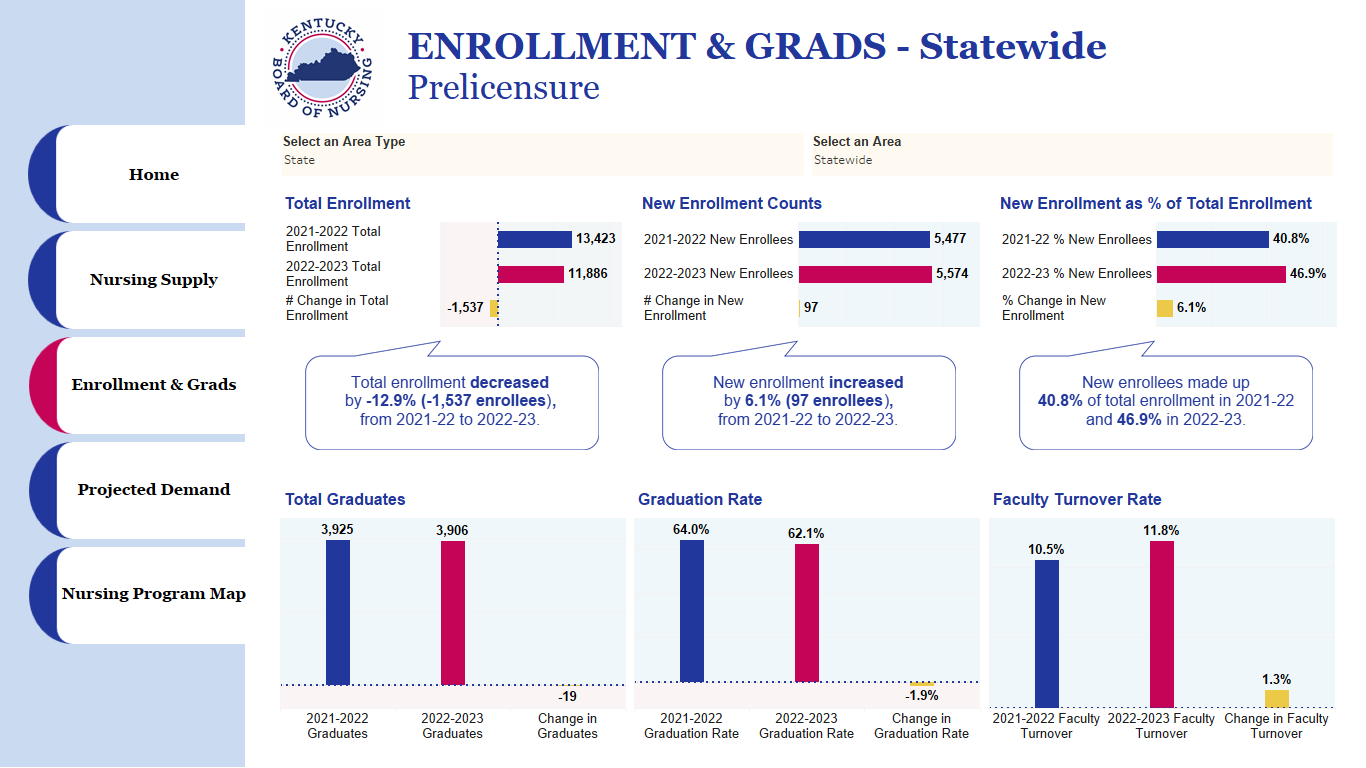 KENTUCKY
BOARD OF NURSING
ENROLLMENT & GRADS - Statewide
Prelicensure
Home
Nursing Supply
Enrollment & Grads
Projected Demand
Nursing Program Map
Select an Area Type
State
Select an Area
Statewide
Total Enrollment
2021-2022 Total
Enrollment
13,423
2022-2023 Total
Enrollment
11,886
# Change in Total
Enrollment
-1,537
Total enrollment decreased
by -12.9% (-1,537 enrollees),
from 2021-22 to 2022-23.
New Enrollment Counts
2021-2022 New Enrollees
5,477
2022-2023 New Enrollees
5,574
# Change in New
Enrollment
97
New enrollment increased
by 6.1% (97 enrollees),
from 2021-22 to 2022-23.
New Enrollment as % of Total Enrollment
2021-22 % New Enrollees
40.8%
2022-23 % New Enrollees
46.9%
% Change in New
Enrollment
6.1%
New enrollees made up
40.8% of total enrollment in 2021-22
and 46.9% in 2022-23.
Total Graduates
3,925
3,906
-19
2021-2022
Graduates
2022-2023
Graduates
Change in
Graduates
Graduation Rate
64.0%
62.1%
-1.9%
2021-2022
Graduation Rate
2022-2023
Graduation Rate
Change in
Graduation Rate
Faculty Turnover Rate
10.5%
11.8%
1.3%
2021-2022 Faculty
Turnover
2022-2023 Faculty
Turnover
Change in Faculty
Turnover